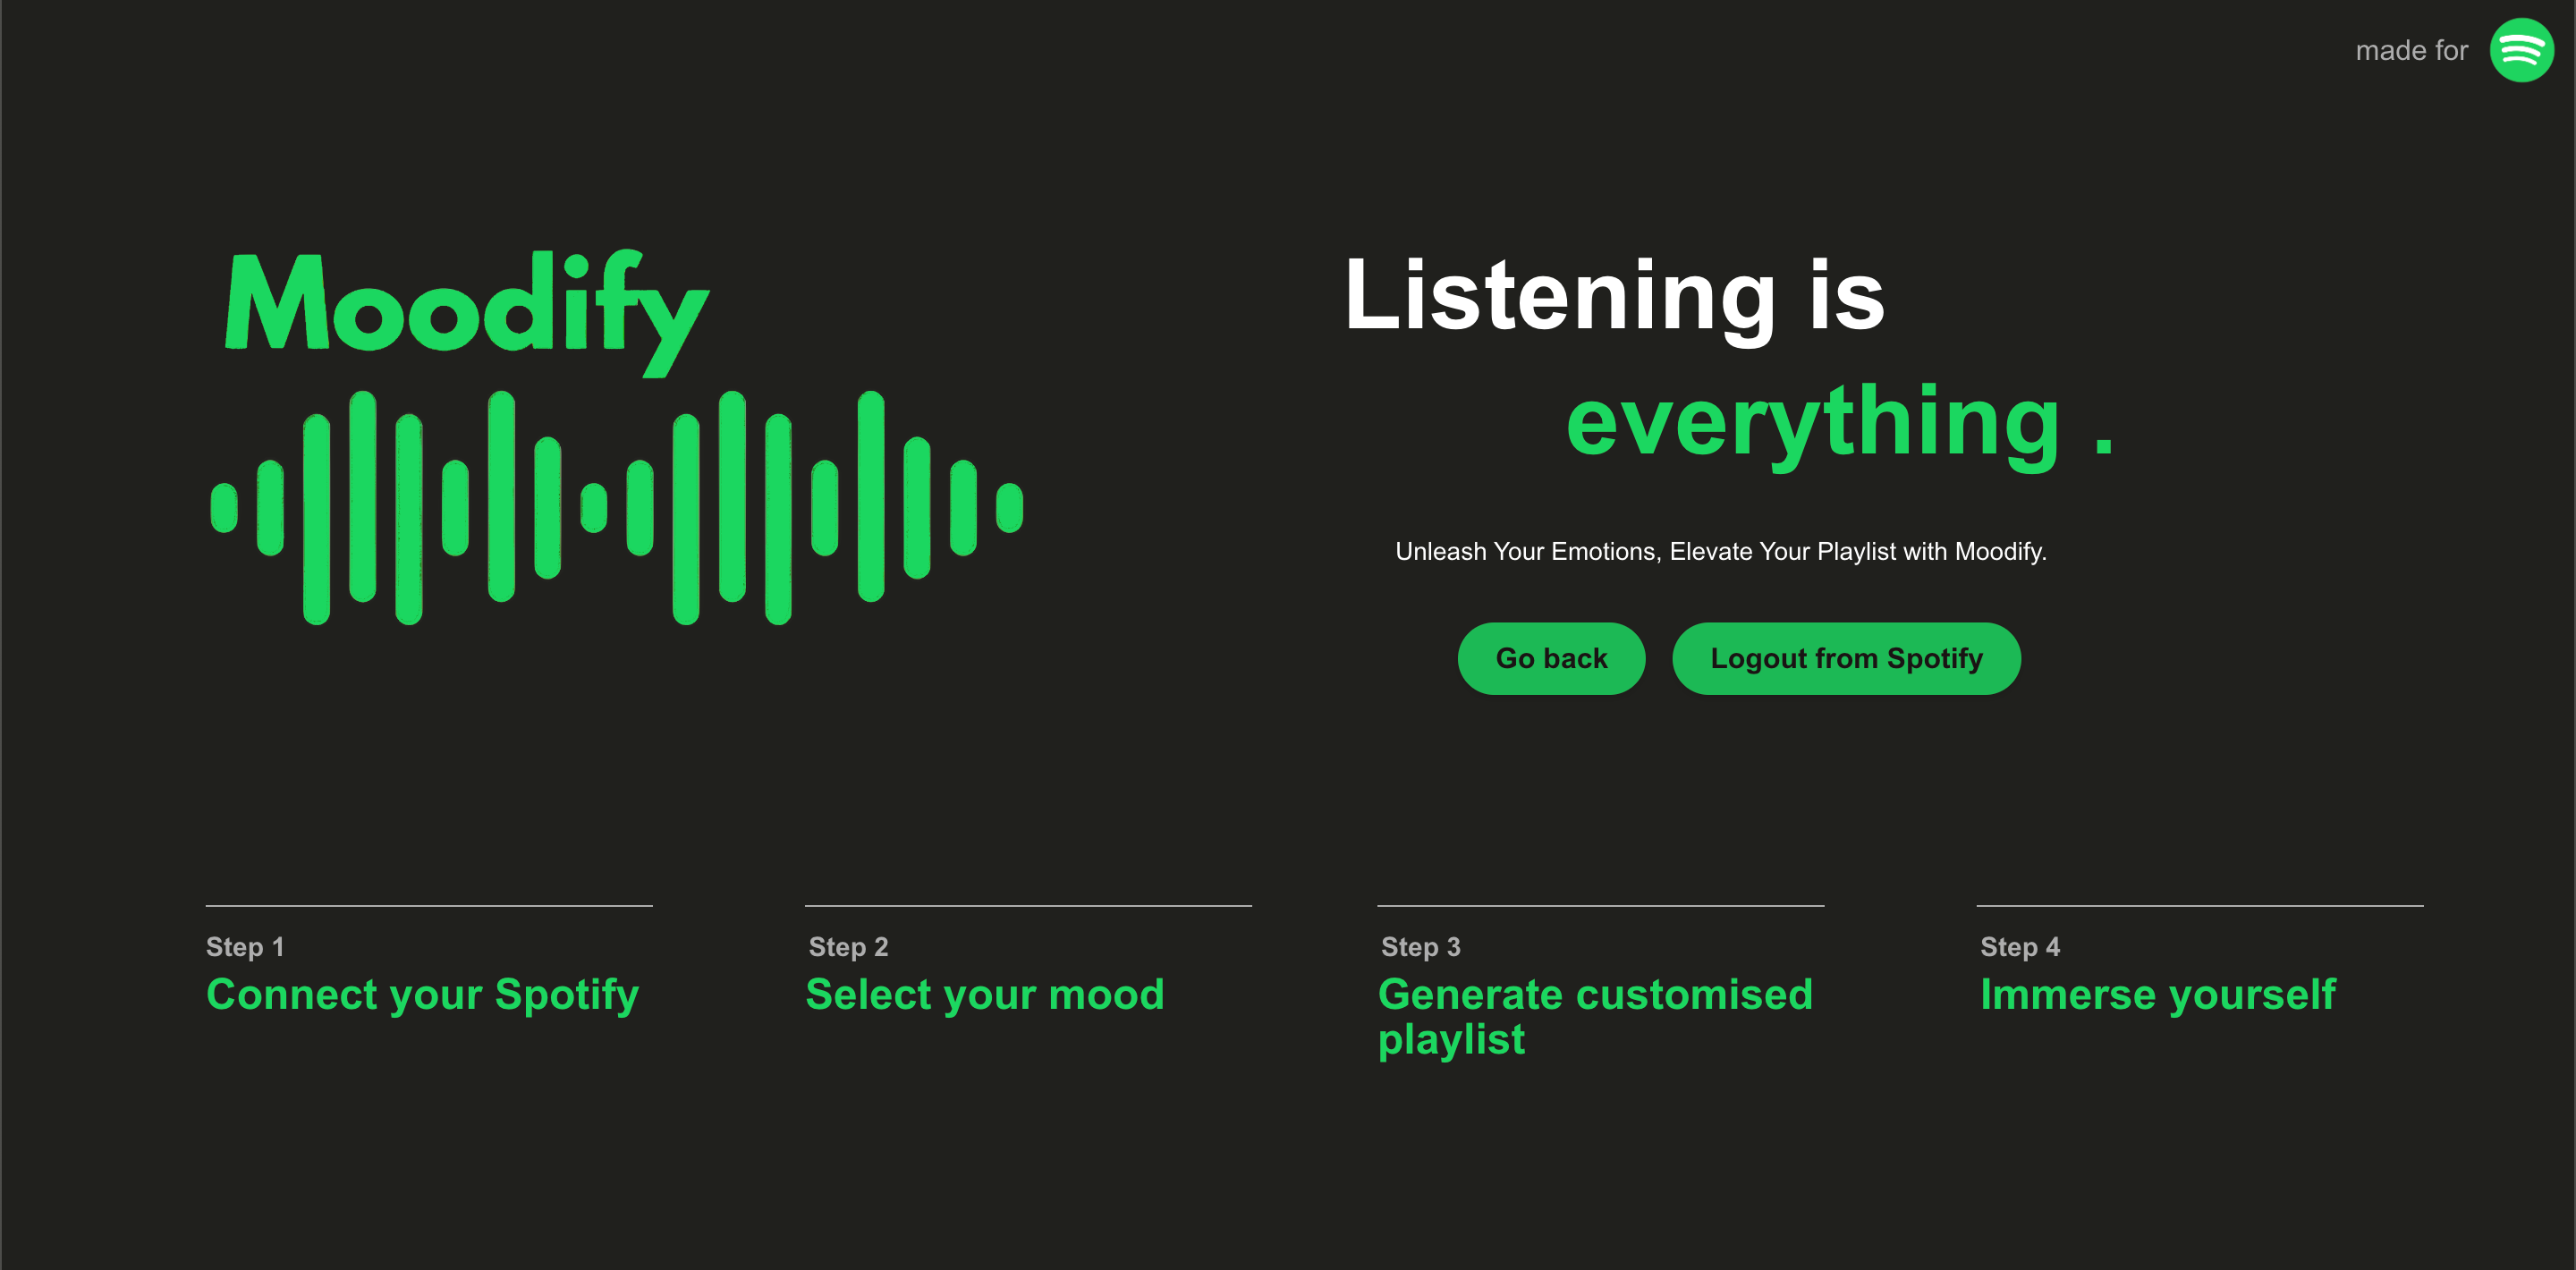 made for
Moodify
Listening is
everything .
Unleash Your Emotions, Elevate Your Playlist with Moodify.
Go back
Logout from Spotify
Step 1
Connect your Spotify
Step 2
Select your mood
Step 3
Generate customised
playlist
Step 4
Immerse yourself